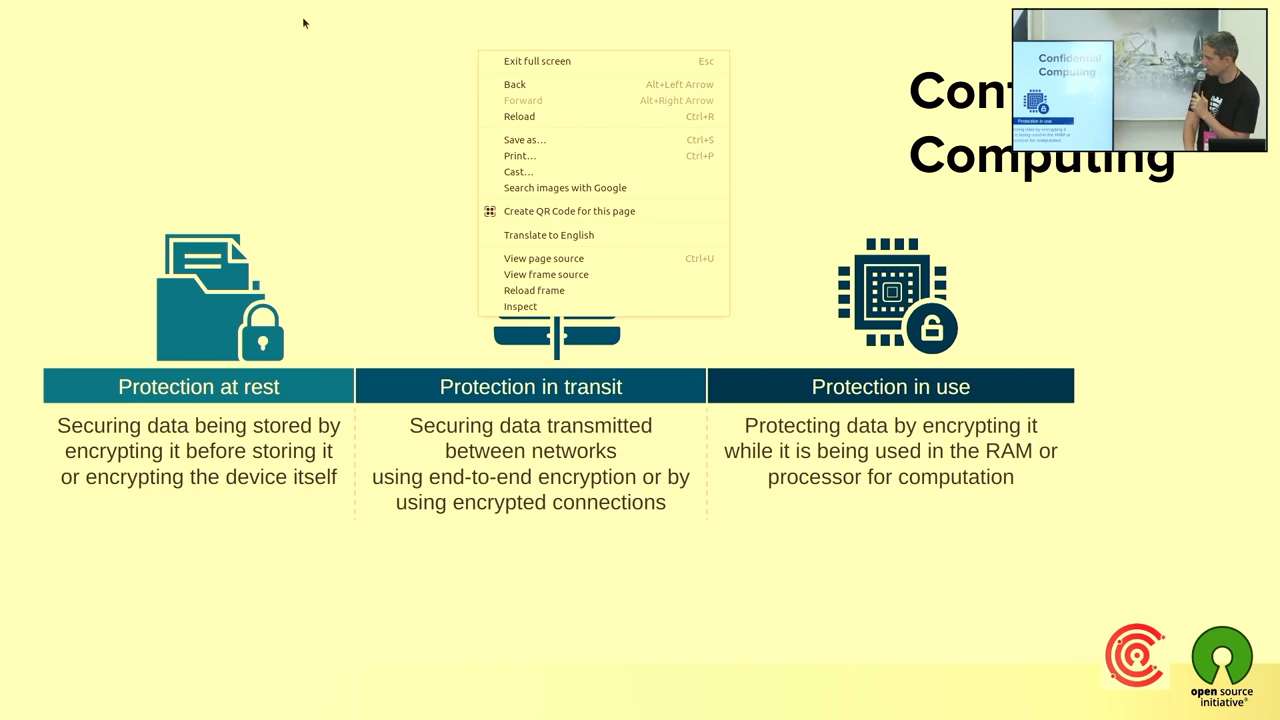 Exit full screen Esc
Back Alt+Left Arrow
Forward Alt+Right Arrow
Reload Ctrl+R
Save as… Ctrl+S
Print… Ctrl+P
Cast…
Search images with Google
Create QR Code for this page
Translate to English
View page source Ctrl+U
View frame source
Reload frame
Inspect
Computing
Confidential
Computing
Protection in use
Protection at rest
Securing data being stored by
encrypting it before storing it
or encrypting the device itself
Protection in transit
Securing data transmitted
between networks
using end-to-end encryption or by
using encrypted connections
Protection in use
Protecting data by encrypting it
while it is being used in the RAM or
processor for computation
open source
initiative®